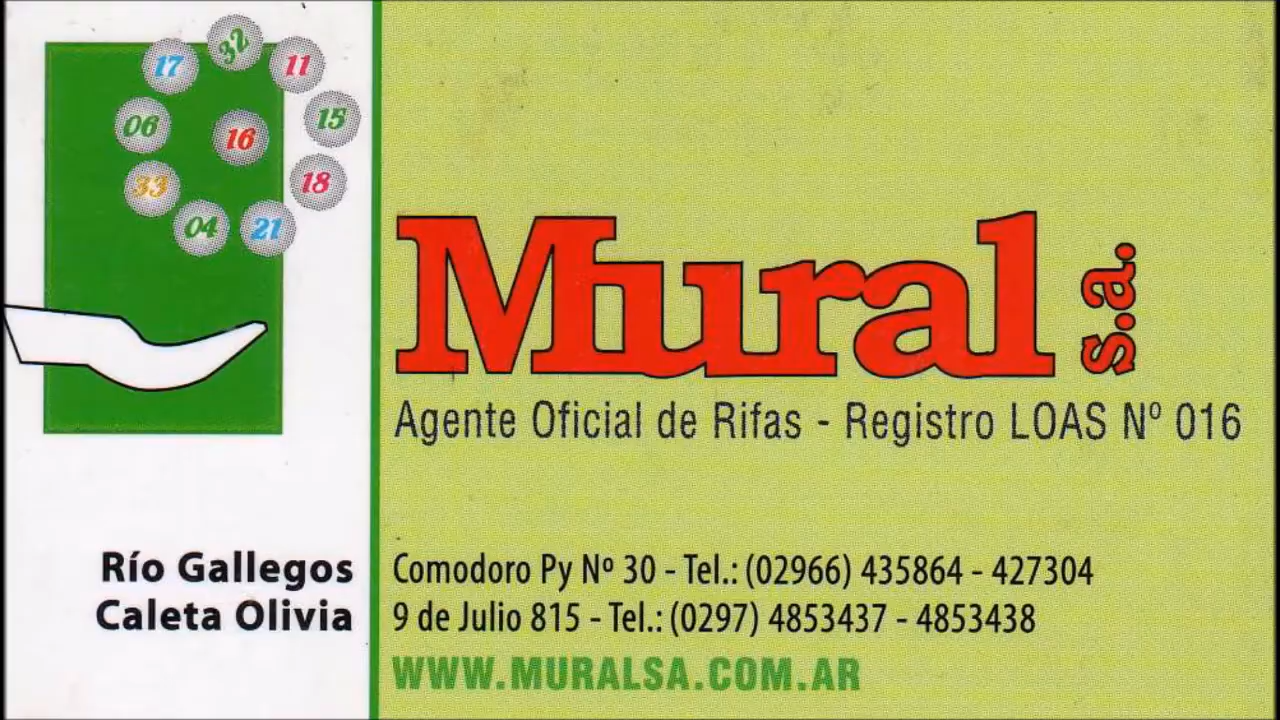 32
17
11
06
16
15
33
18
04
21
Mural s.a.
Agente Oficial de Rifas - Registro LOAS Nº 016
Río Gallegos Comodoro Py Nº 30 - Tel.: (02966) 435864 - 427304
Caleta Olivia 9 de Julio 815 - Tel.: (0297) 4853437 - 4853438
WWW.MURALSA.COM.AR